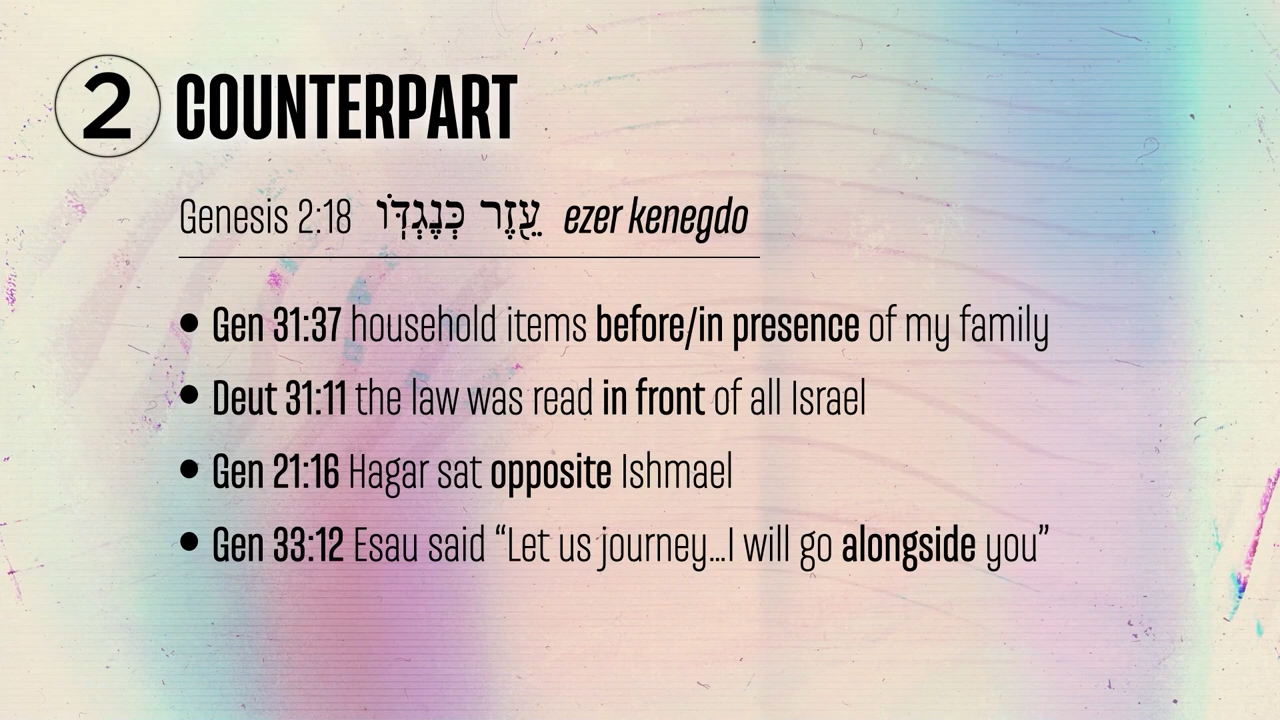 2 COUNTERPART
Genesis 2:18 עֵ֖זֶר כְּנֶגְדּֽוֹ ezer kenegdo
• Gen 31:37 household items before/in presence of my family
• Deut 31:11 the law was read in front of all Israel
• Gen 21:16 Hagar sat opposite Ishmael
• Gen 33:12 Esau said “Let us journey...I will go alongside you”